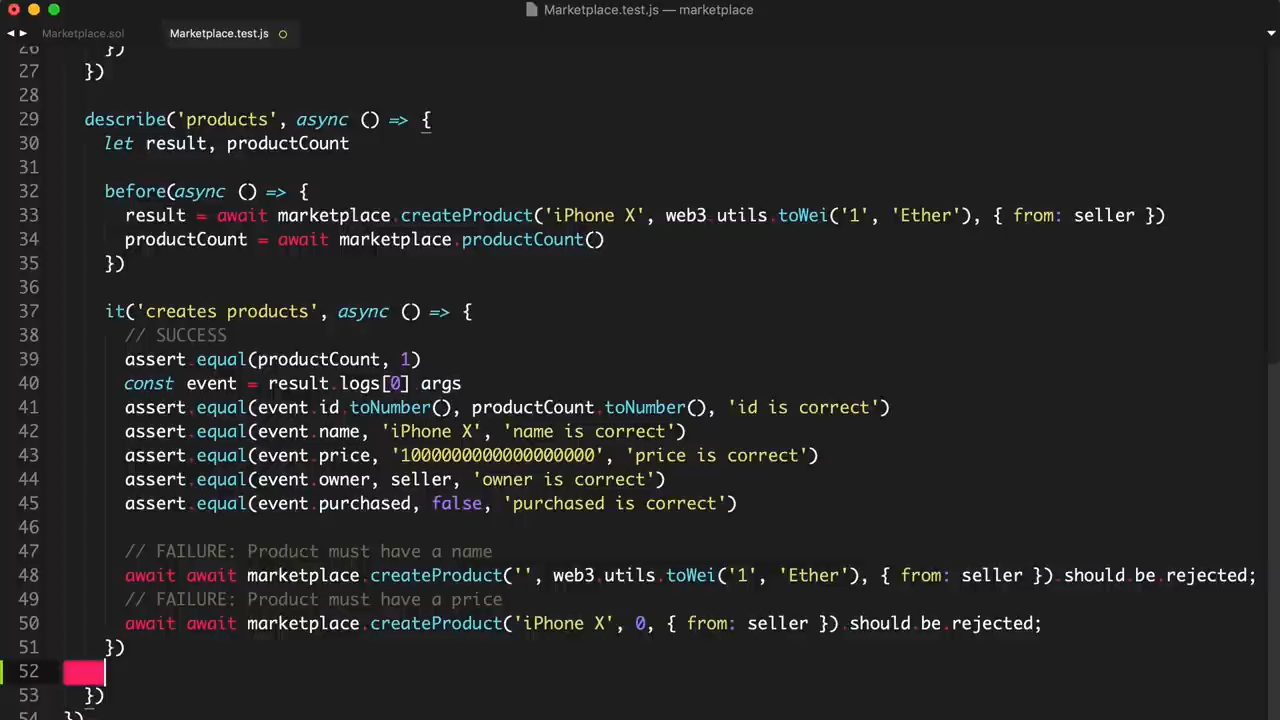 Marketplace.test.js — marketplace
Marketplace.sol Marketplace.test.js
26 })
27 })
28
29 describe('products', async () => {
30 let result, productCount
31
32 before(async () => {
33 result = await marketplace.createProduct('iPhone X', web3.utils.toWei('1', 'Ether'), { from: seller })
34 productCount = await marketplace.productCount()
35 })
36
37 it('creates products', async () => {
38 // SUCCESS
39 assert.equal(productCount, 1)
40 const event = result.logs[0].args
41 assert.equal(event.id.toNumber(), productCount.toNumber(), 'id is correct')
42 assert.equal(event.name, 'iPhone X', 'name is correct')
43 assert.equal(event.price, '1000000000000000000', 'price is correct')
44 assert.equal(event.owner, seller, 'owner is correct')
45 assert.equal(event.purchased, false, 'purchased is correct')
46
47 // FAILURE: Product must have a name
48 await await marketplace.createProduct('', web3.utils.toWei('1', 'Ether'), { from: seller }).should.be.rejected;
49 // FAILURE: Product must have a price
50 await await marketplace.createProduct('iPhone X', 0, { from: seller }).should.be.rejected;
51 })
52
53 })
54 })